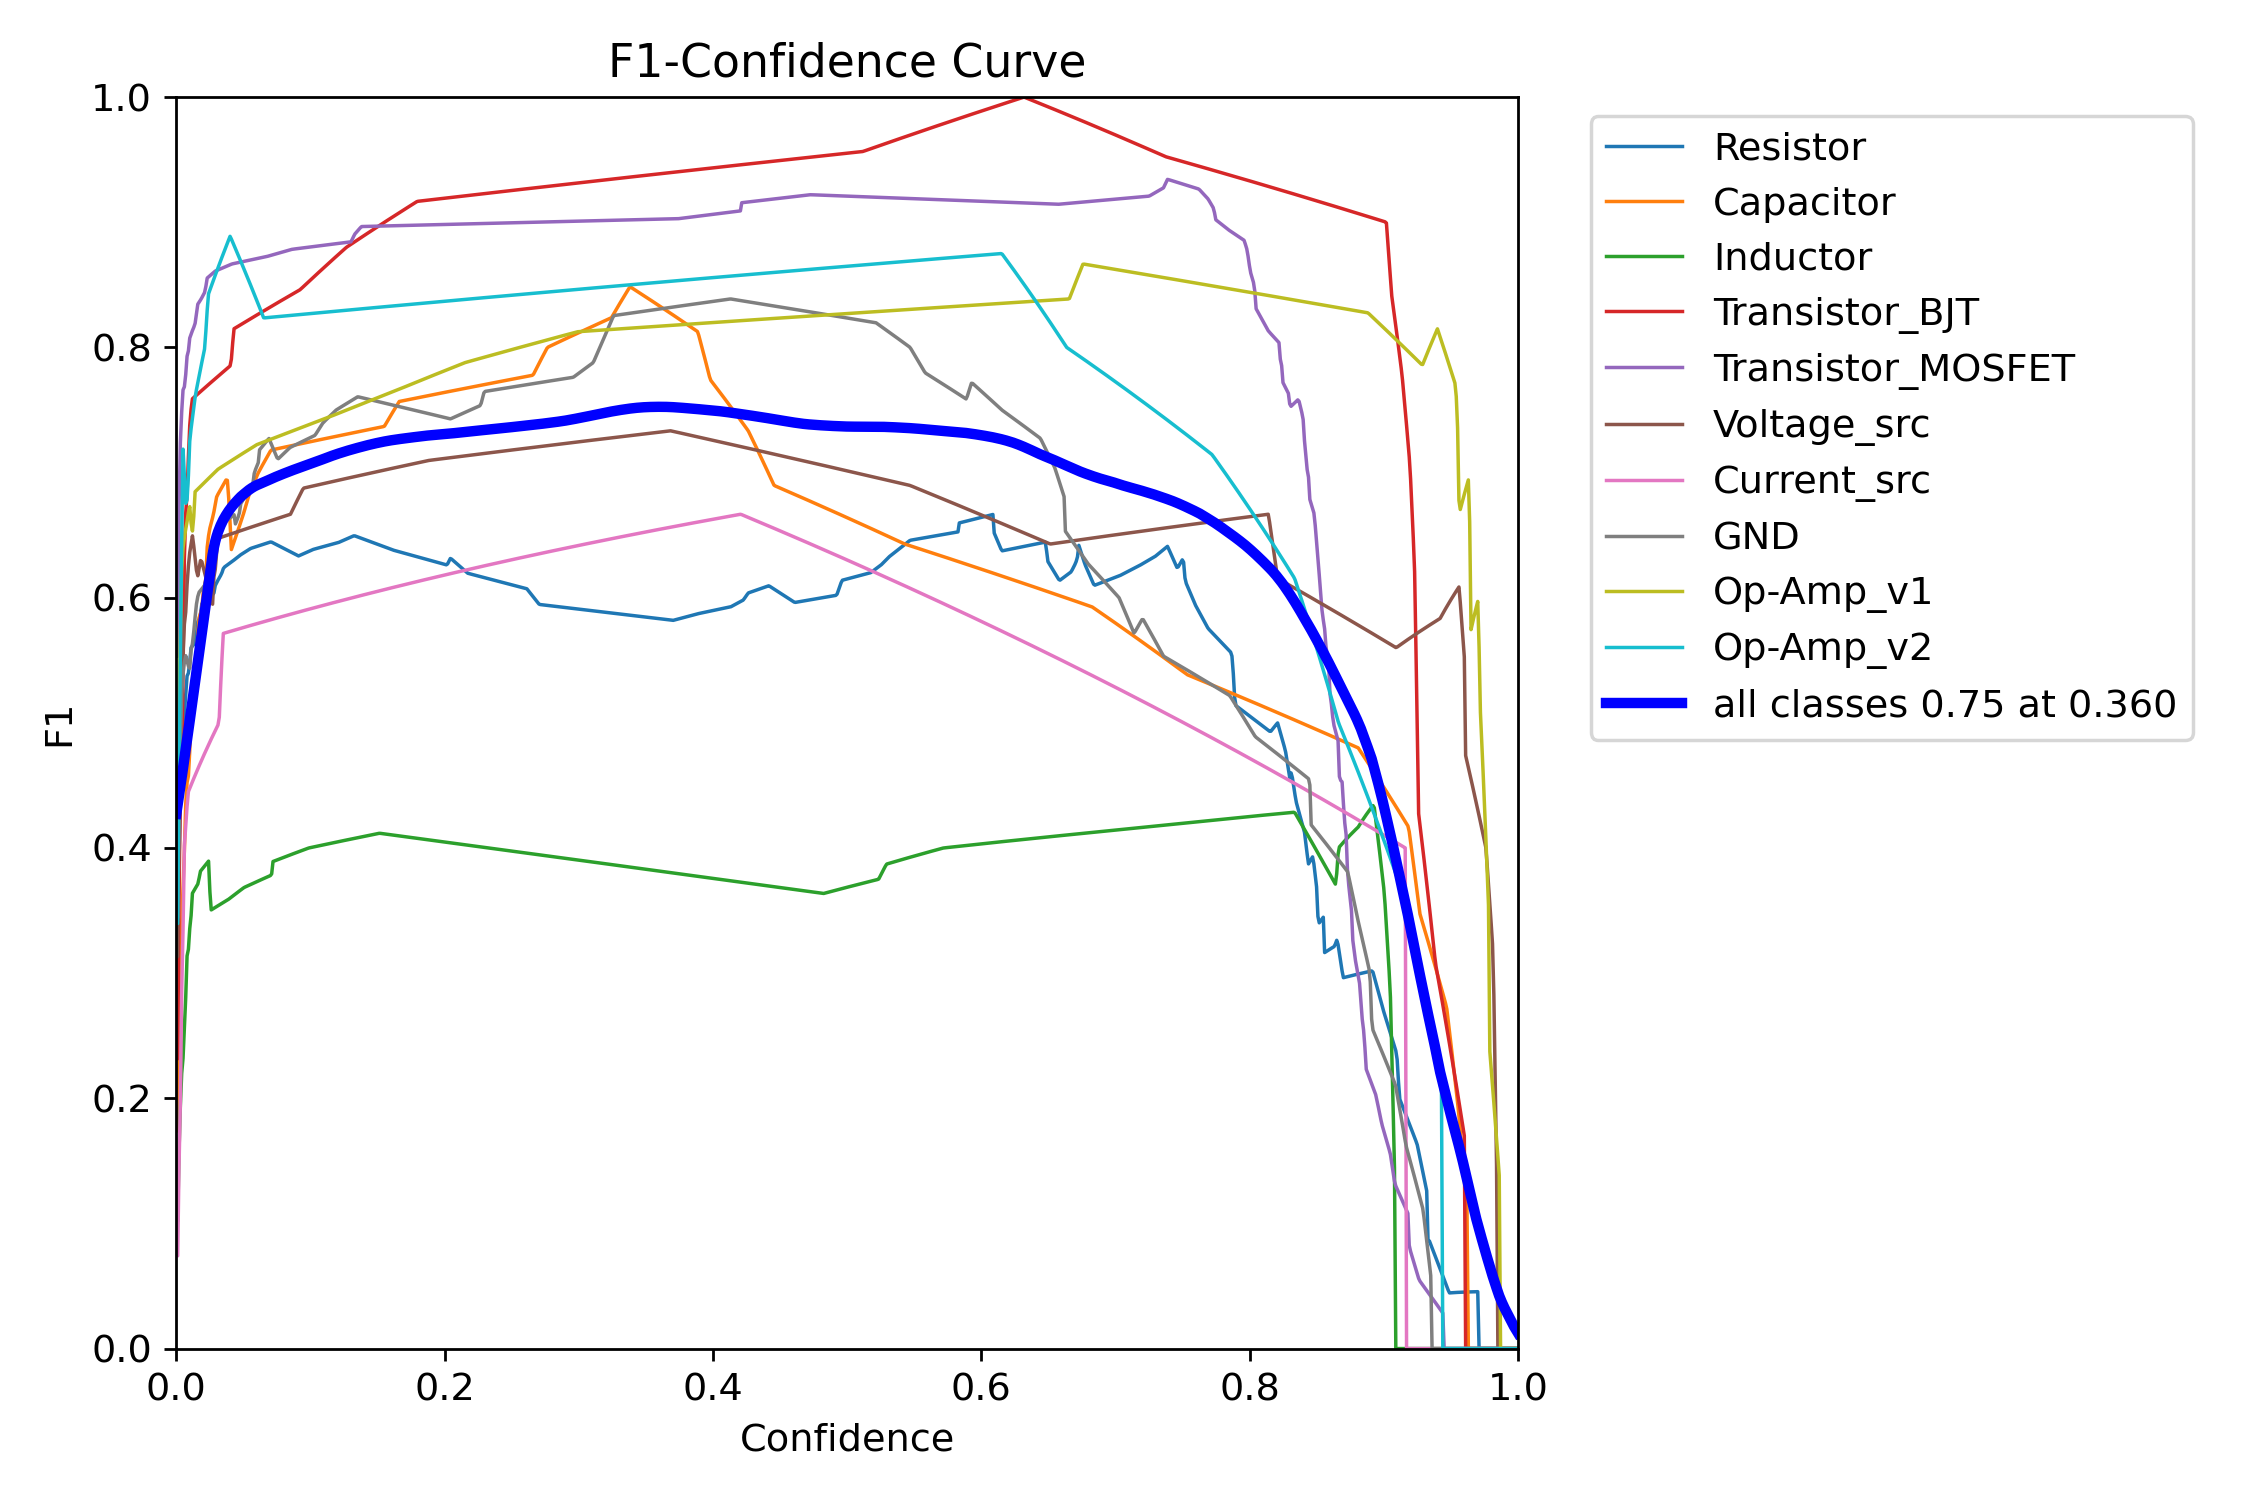 F1-Confidence Curve
1.0
0.8
0.6
0.4
0.2
0.0
F1
0.0 0.2 0.4 0.6 0.8 1.0
Confidence
Resistor
Capacitor
Inductor
Transistor_BJT
Transistor_MOSFET
Voltage_src
Current_src
GND
Op-Amp_v1
Op-Amp_v2
all classes 0.75 at 0.360